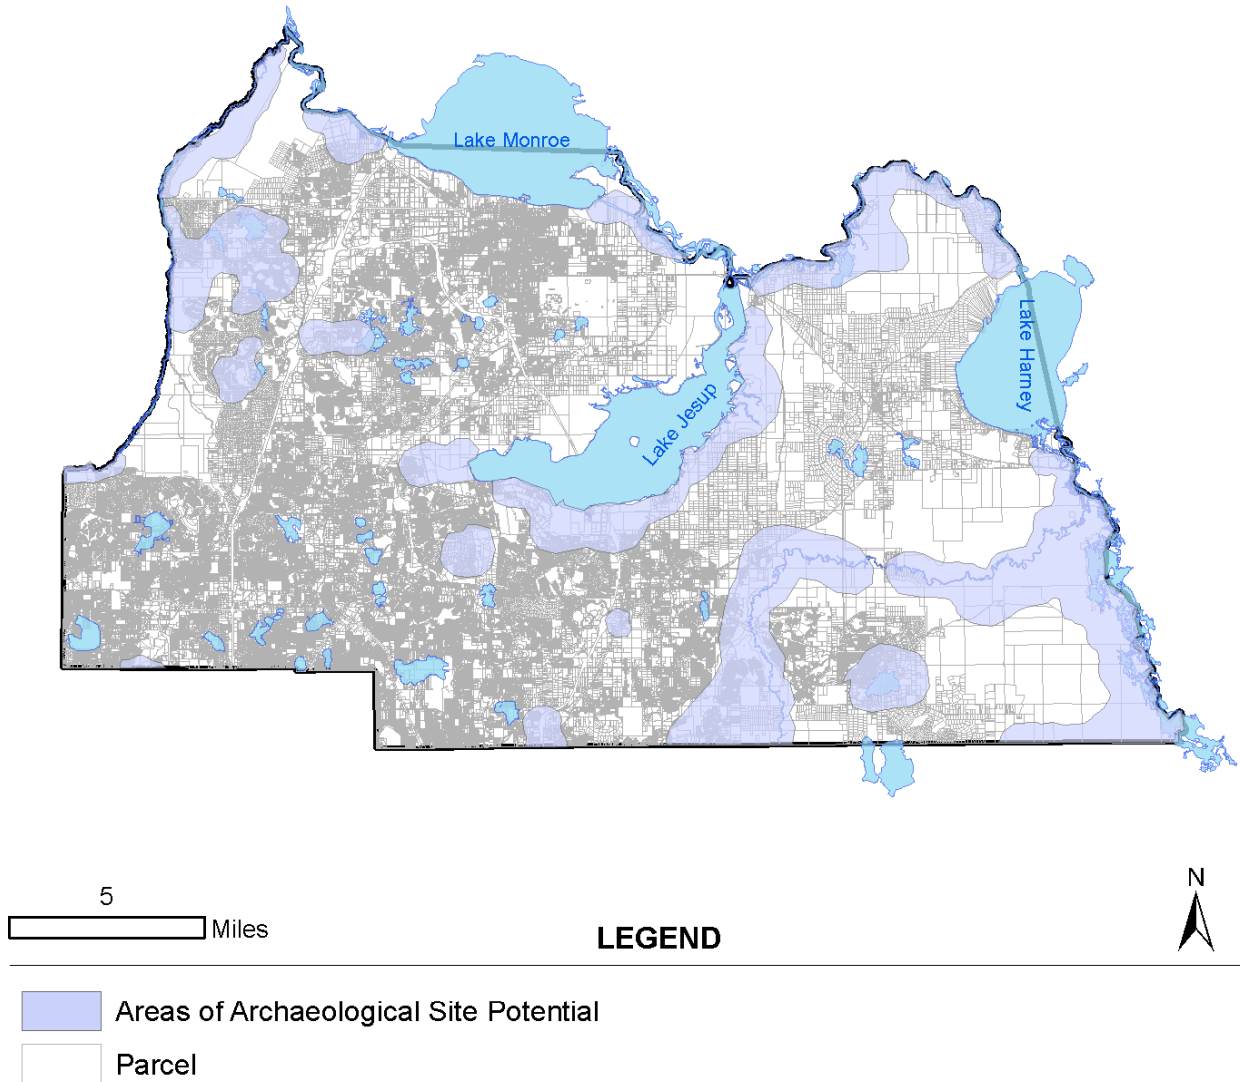 Lake Monroe
Lake Harney
Lake Jesup
5
Miles
N
LEGEND
Areas of Archaeological Site Potential
Parcel